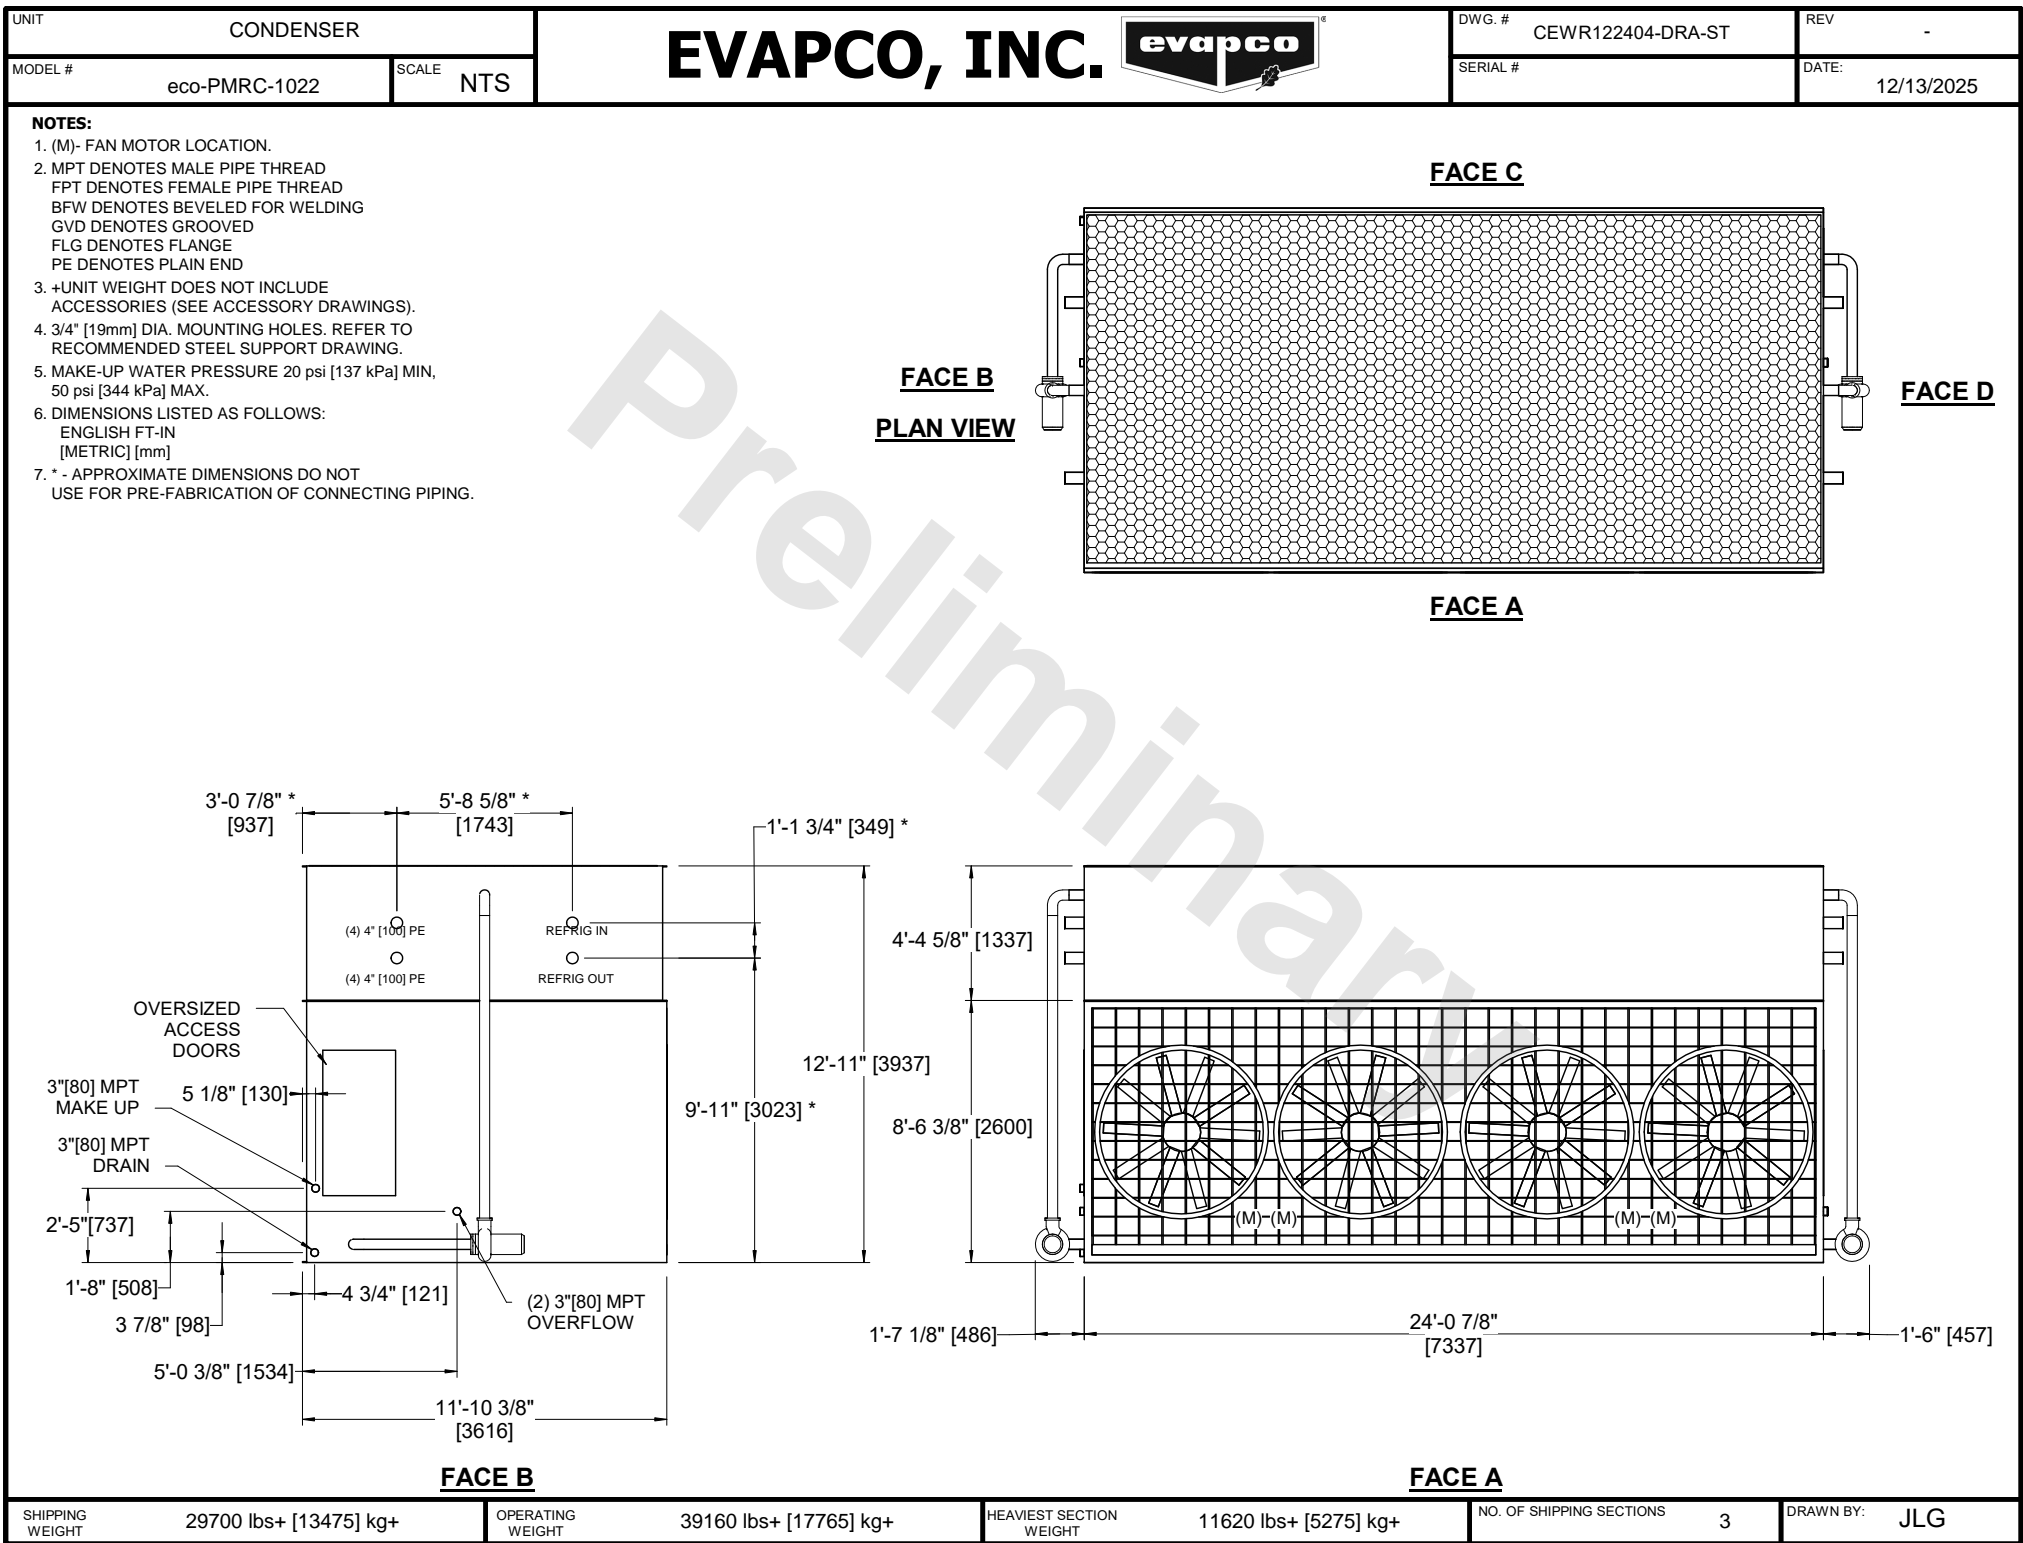 UNIT
CONDENSER
MODEL #
eco-PMRC-1022
SCALE
NTS
EVAPCO, INC.
evapco
®
DWG. #
CEWR122404-DRA-ST
REV
-
SERIAL #
DATE:
12/13/2025
NOTES:
1. (M)- FAN MOTOR LOCATION.
2. MPT DENOTES MALE PIPE THREAD
FPT DENOTES FEMALE PIPE THREAD
BFW DENOTES BEVELED FOR WELDING
GVD DENOTES GROOVED
FLG DENOTES FLANGE
PE DENOTES PLAIN END
3. +UNIT WEIGHT DOES NOT INCLUDE
ACCESSORIES (SEE ACCESSORY DRAWINGS).
4. 3/4" [19mm] DIA. MOUNTING HOLES. REFER TO
RECOMMENDED STEEL SUPPORT DRAWING.
5. MAKE-UP WATER PRESSURE 20 psi [137 kPa] MIN,
50 psi [344 kPa] MAX.
6. DIMENSIONS LISTED AS FOLLOWS:
ENGLISH FT-IN
[METRIC] [mm]
7. * - APPROXIMATE DIMENSIONS DO NOT
USE FOR PRE-FABRICATION OF CONNECTING PIPING.
Preliminary
FACE C
FACE B
PLAN VIEW
FACE D
FACE A
3'-0 7/8" *
[937]
5'-8 5/8" *
[1743]
1'-1 3/4" [349] *
(4) 4" [100] PE
REFRIG IN
(4) 4" [100] PE
REFRIG OUT
OVERSIZED
ACCESS
DOORS
3"[80] MPT
MAKE UP
5 1/8" [130]
3"[80] MPT
DRAIN
2'-5"[737]
1'-8" [508]
3 7/8" [98]
4 3/4" [121]
(2) 3"[80] MPT
OVERFLOW
5'-0 3/8" [1534]
11'-10 3/8"
[3616]
12'-11" [3937]
9'-11" [3023] *
FACE B
4'-4 5/8" [1337]
8'-6 3/8" [2600]
(M)
(M)
(M)
(M)
1'-7 1/8" [486]
24'-0 7/8"
[7337]
1'-6" [457]
FACE A
SHIPPING
WEIGHT
29700 lbs+ [13475] kg+
OPERATING
WEIGHT
39160 lbs+ [17765] kg+
HEAVIEST SECTION
WEIGHT
11620 lbs+ [5275] kg+
NO. OF SHIPPING SECTIONS
3
DRAWN BY:
JLG